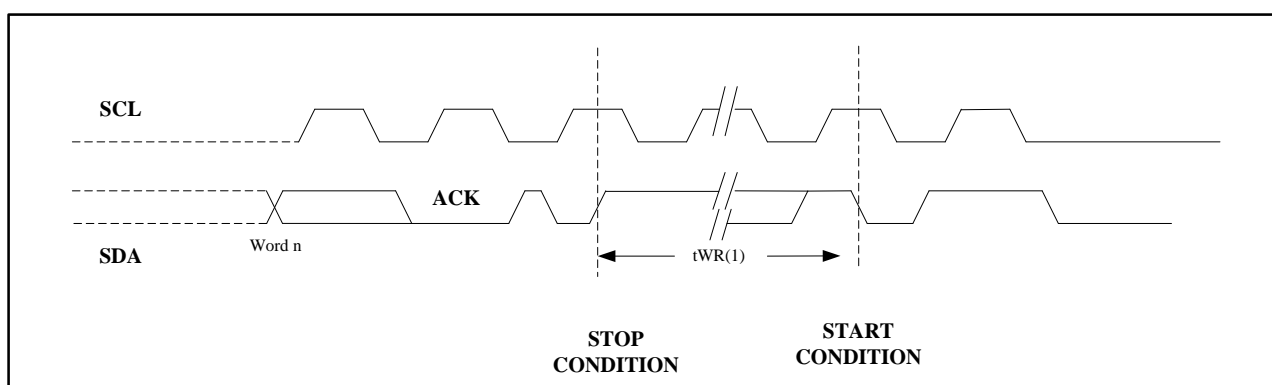 SCL
ACK
Word n
SDA
tWR(1)
STOP
CONDITION
START
CONDITION